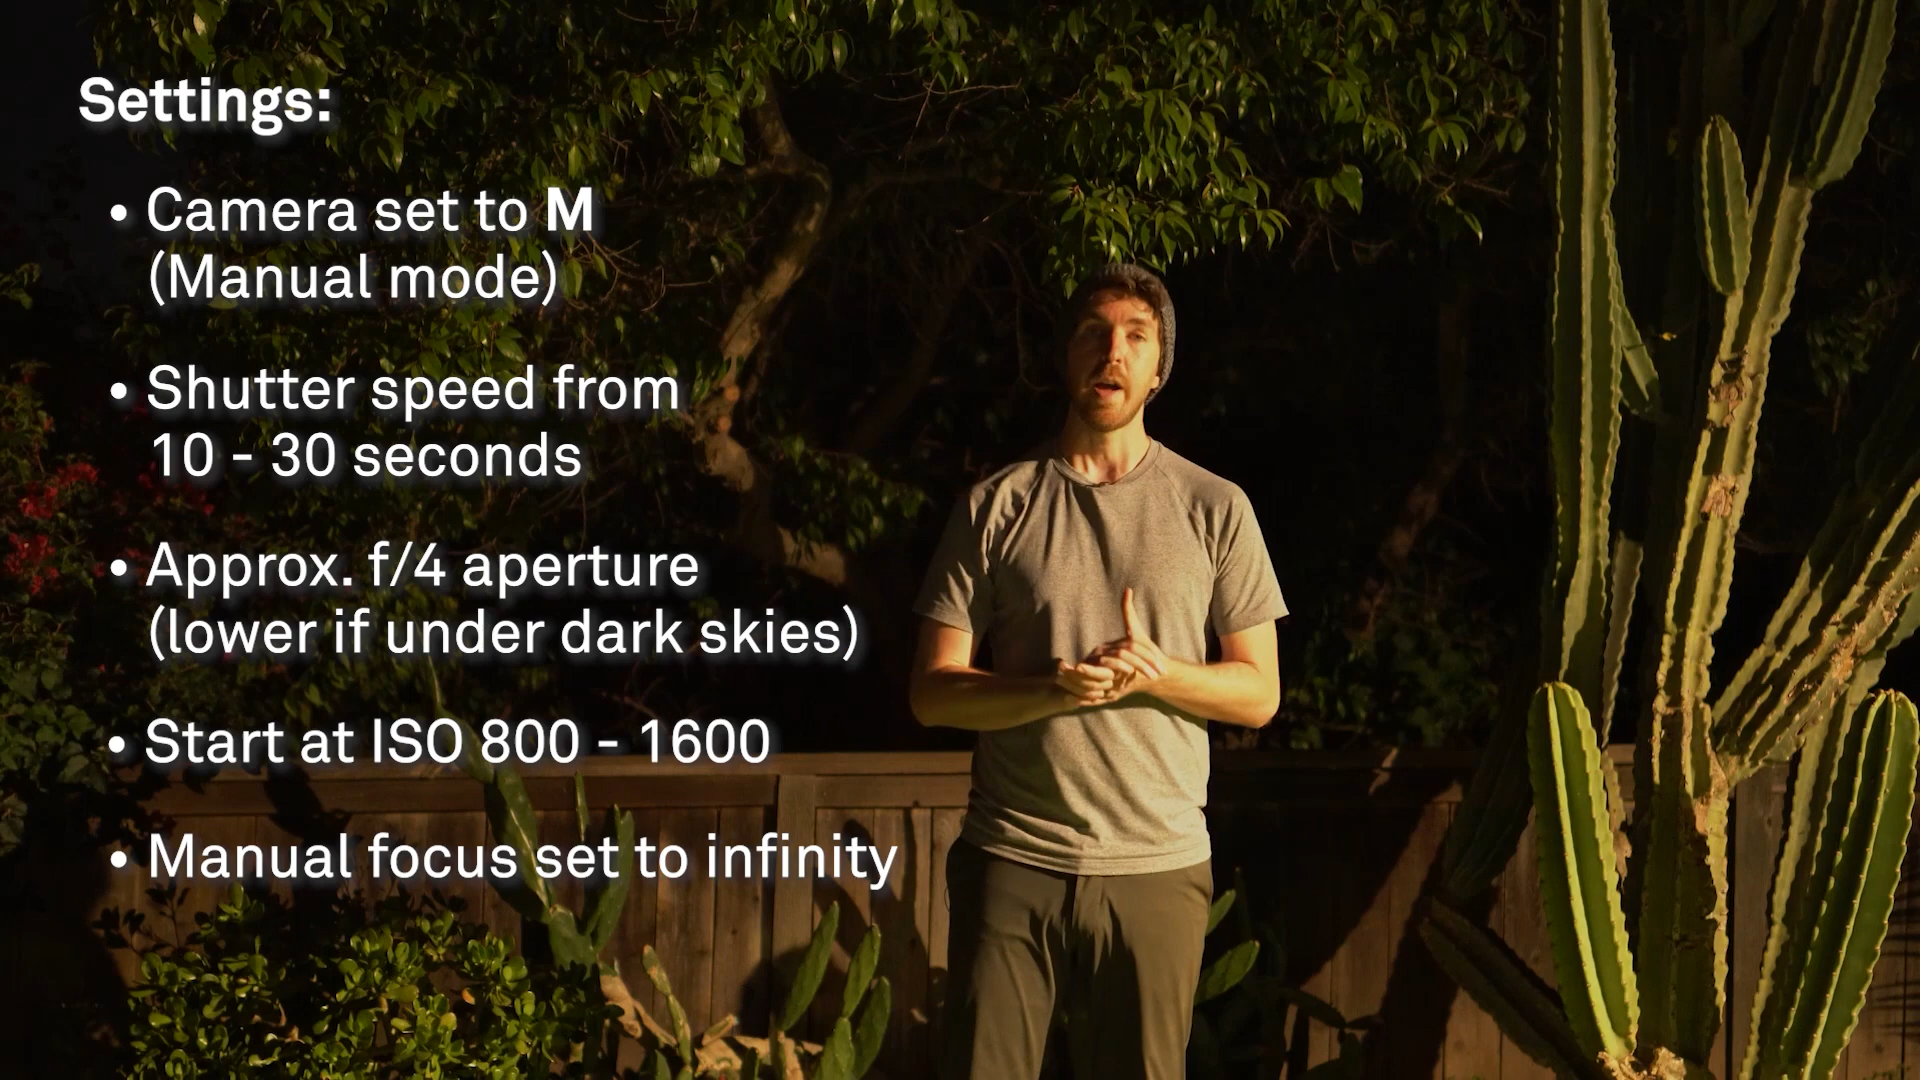 Settings:
• Camera set to M
(Manual mode)
• Shutter speed from
10 - 30 seconds
• Approx. f/4 aperture
(lower if under dark skies)
• Start at ISO 800 - 1600
• Manual focus set to infinity